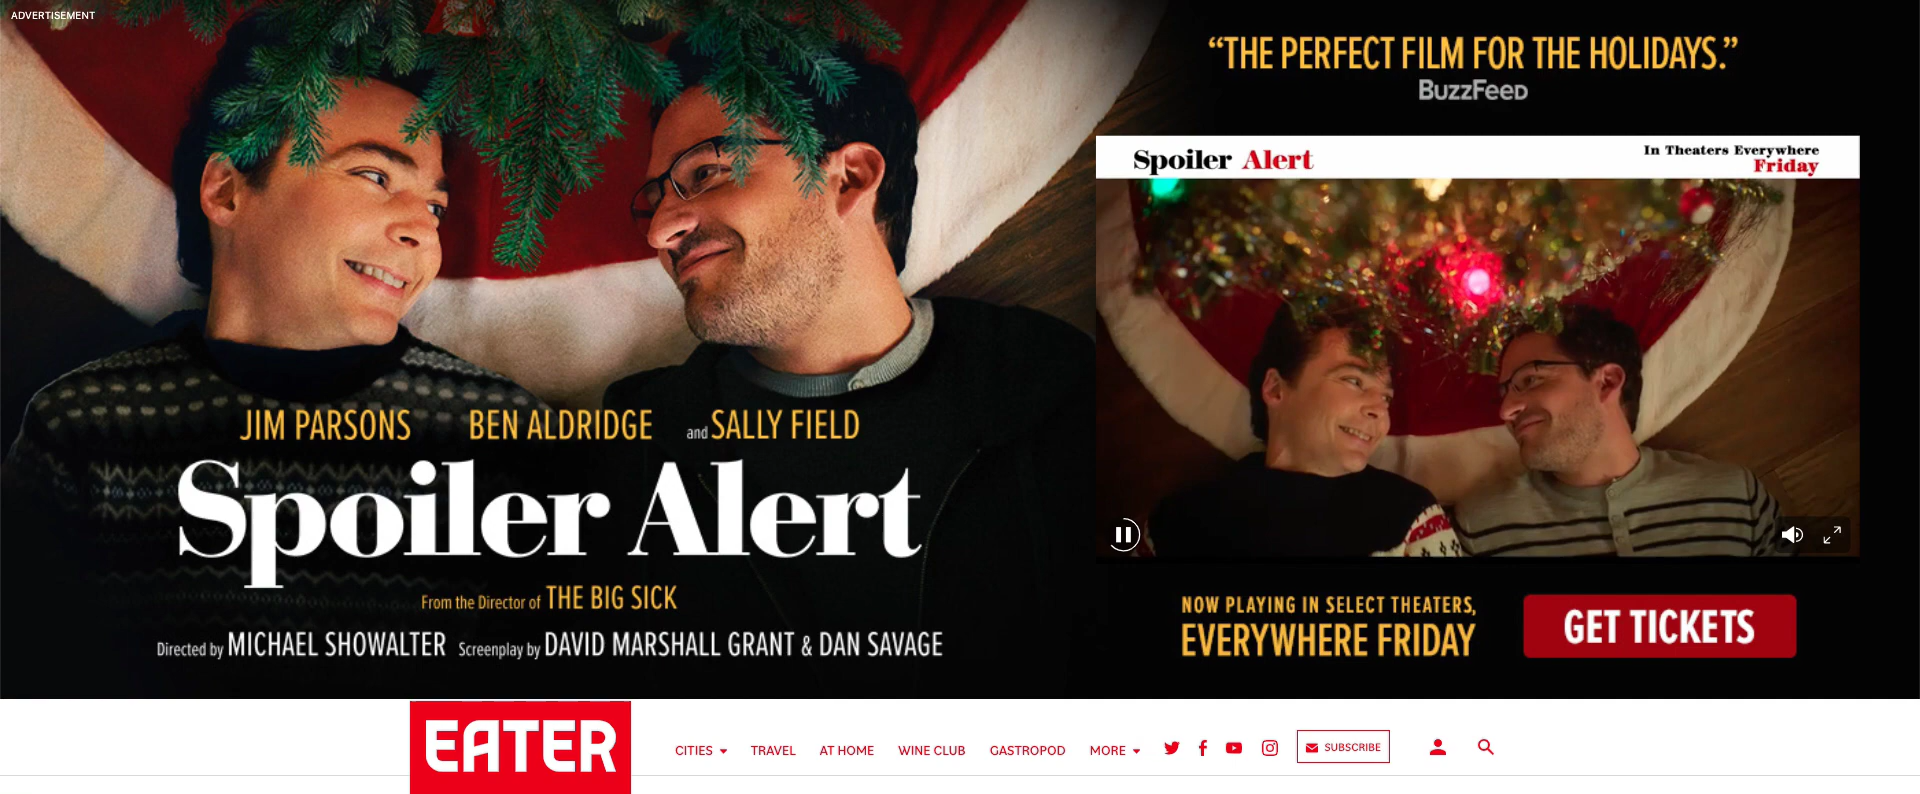 ADVERTISEMENT
“THE PERFECT FILM FOR THE HOLIDAYS.”
BuzzFeed
Spoiler Alert
In Theaters Everywhere
Friday
JIM PARSONS BEN ALDRIDGE and SALLY FIELD
Spoiler Alert
From the Director of THE BIG SICK
Directed by MICHAEL SHOWALTER Screenplay by DAVID MARSHALL GRANT & DAN SAVAGE
NOW PLAYING IN SELECT THEATERS,
EVERYWHERE FRIDAY
GET TICKETS
EATER
CITIES TRAVEL AT HOME WINE CLUB GASTROPOD MORE SUBSCRIBE